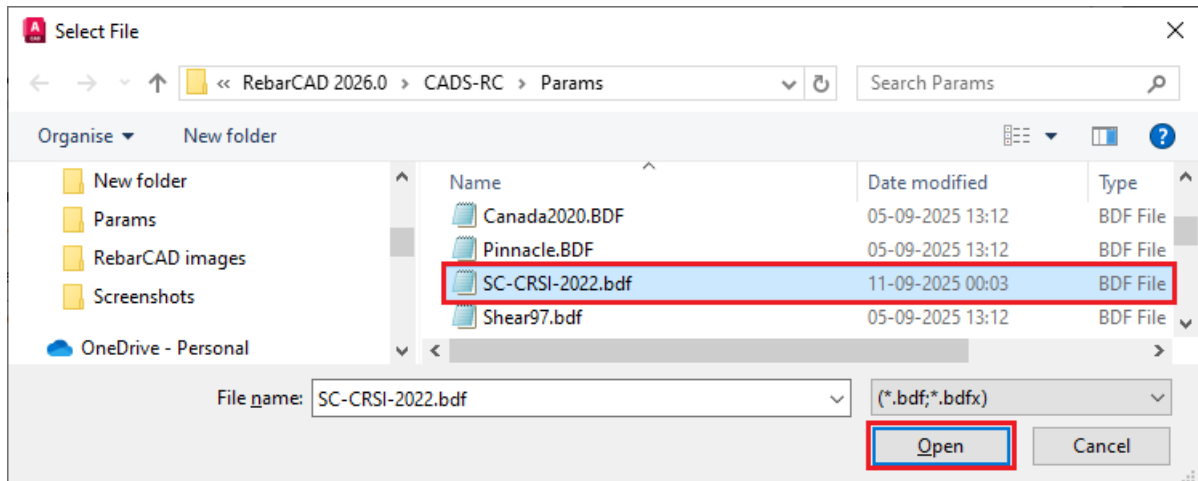 A
CAD
Select File
« RebarCAD 2026.0 > CADS-RC > Params
Search Params
Organise
New folder
?
New folder
Params
RebarCAD images
Screenshots
OneDrive - Personal
Name Date modified Type
Canada2020.BDF 05-09-2025 13:12 BDF File
Pinnacle.BDF 05-09-2025 13:12 BDF File
SC-CRSI-2022.bdf 11-09-2025 00:03 BDF File
Shear97.bdf 05-09-2025 13:12 BDF File
File name: SC-CRSI-2022.bdf (*.bdf;*.bdfx)
Open Cancel